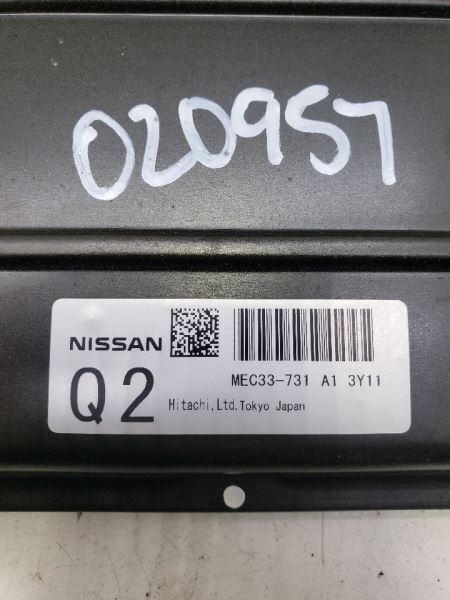 020957
NISSAN
Q2
MEC33-731 A1 3Y11
Hitachi,Ltd.Tokyo Japan